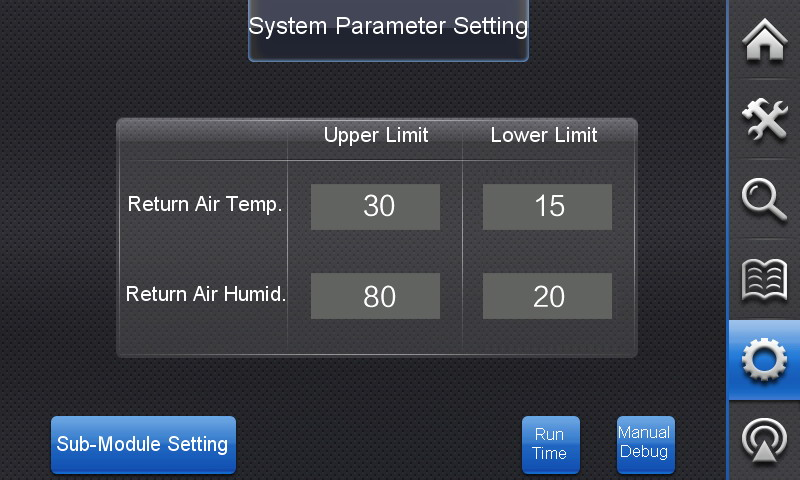 System Parameter Setting
Upper Limit Lower Limit
Return Air Temp. 30 15
Return Air Humid. 80 20
Sub-Module Setting
Run
Time
Manual
Debug